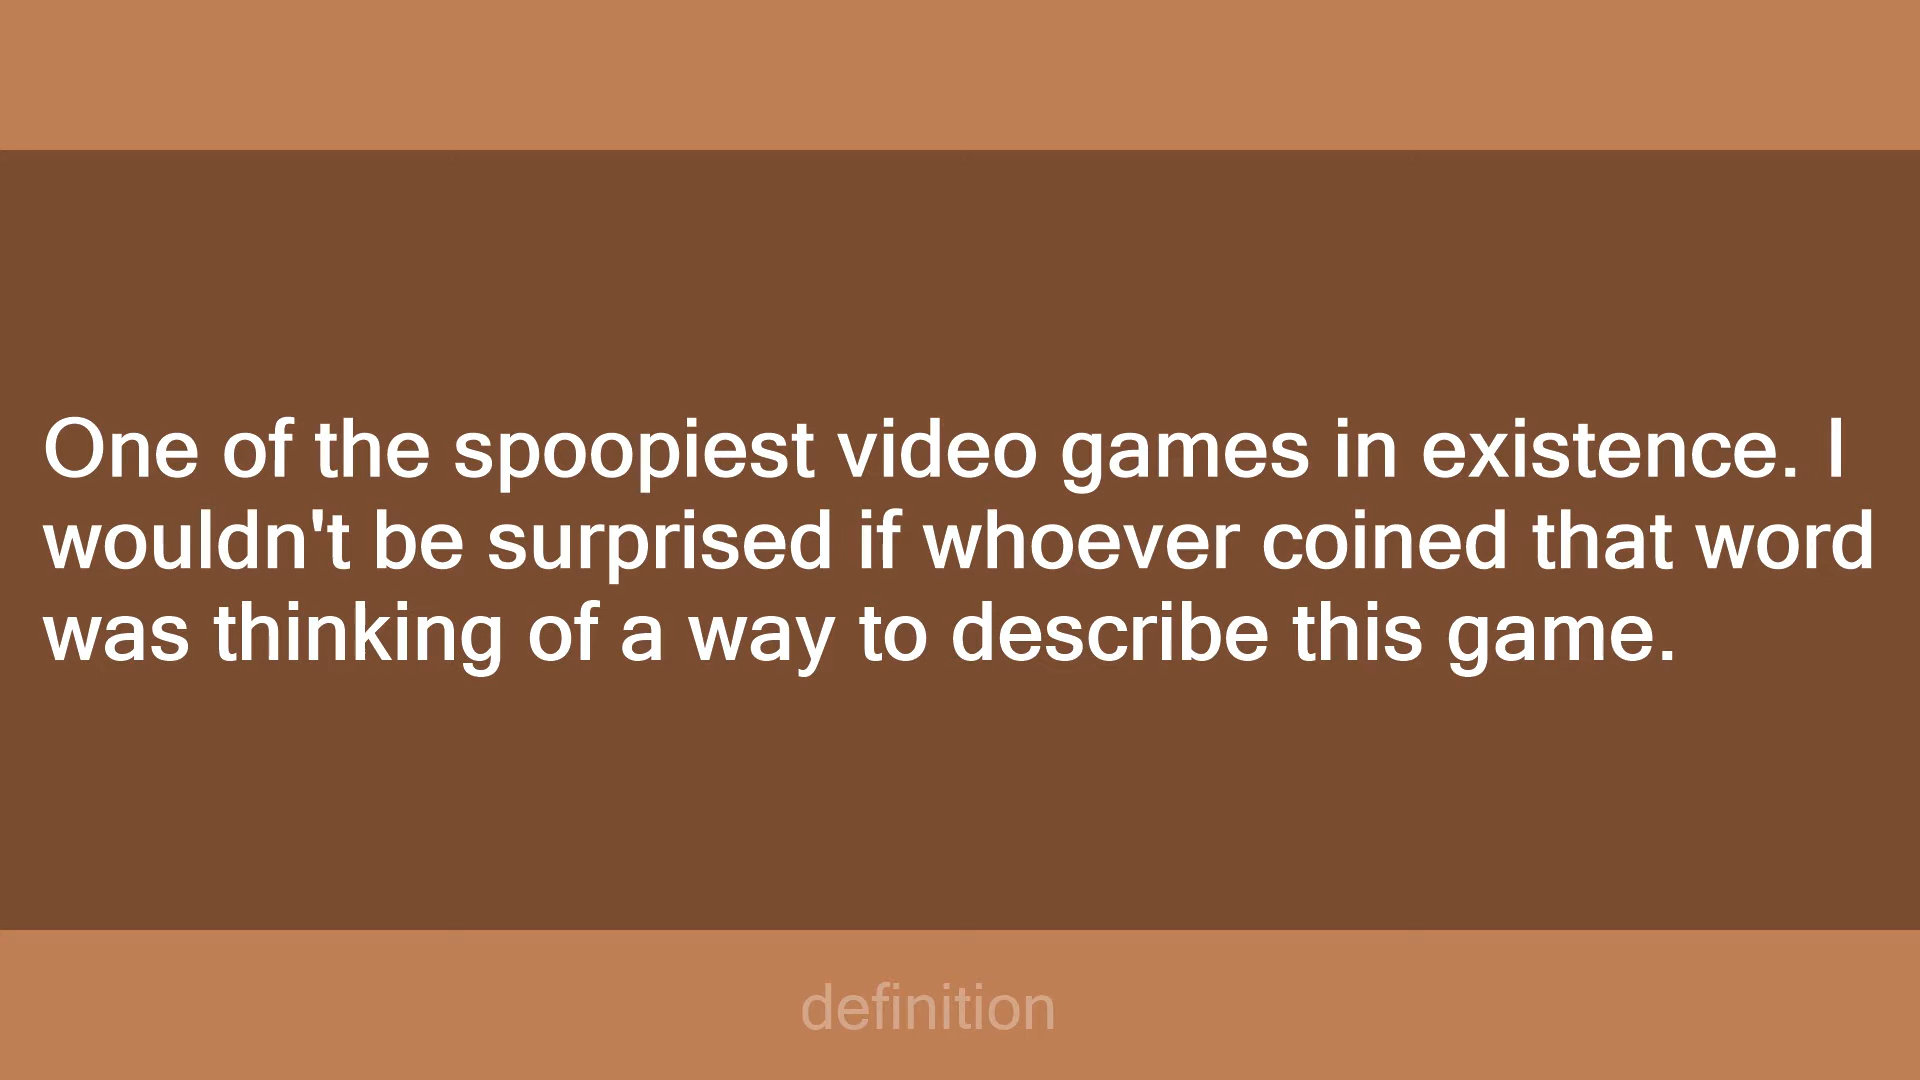 One of the spoopiest video games in existence. I
wouldn't be surprised if whoever coined that word
was thinking of a way to describe this game.
definition